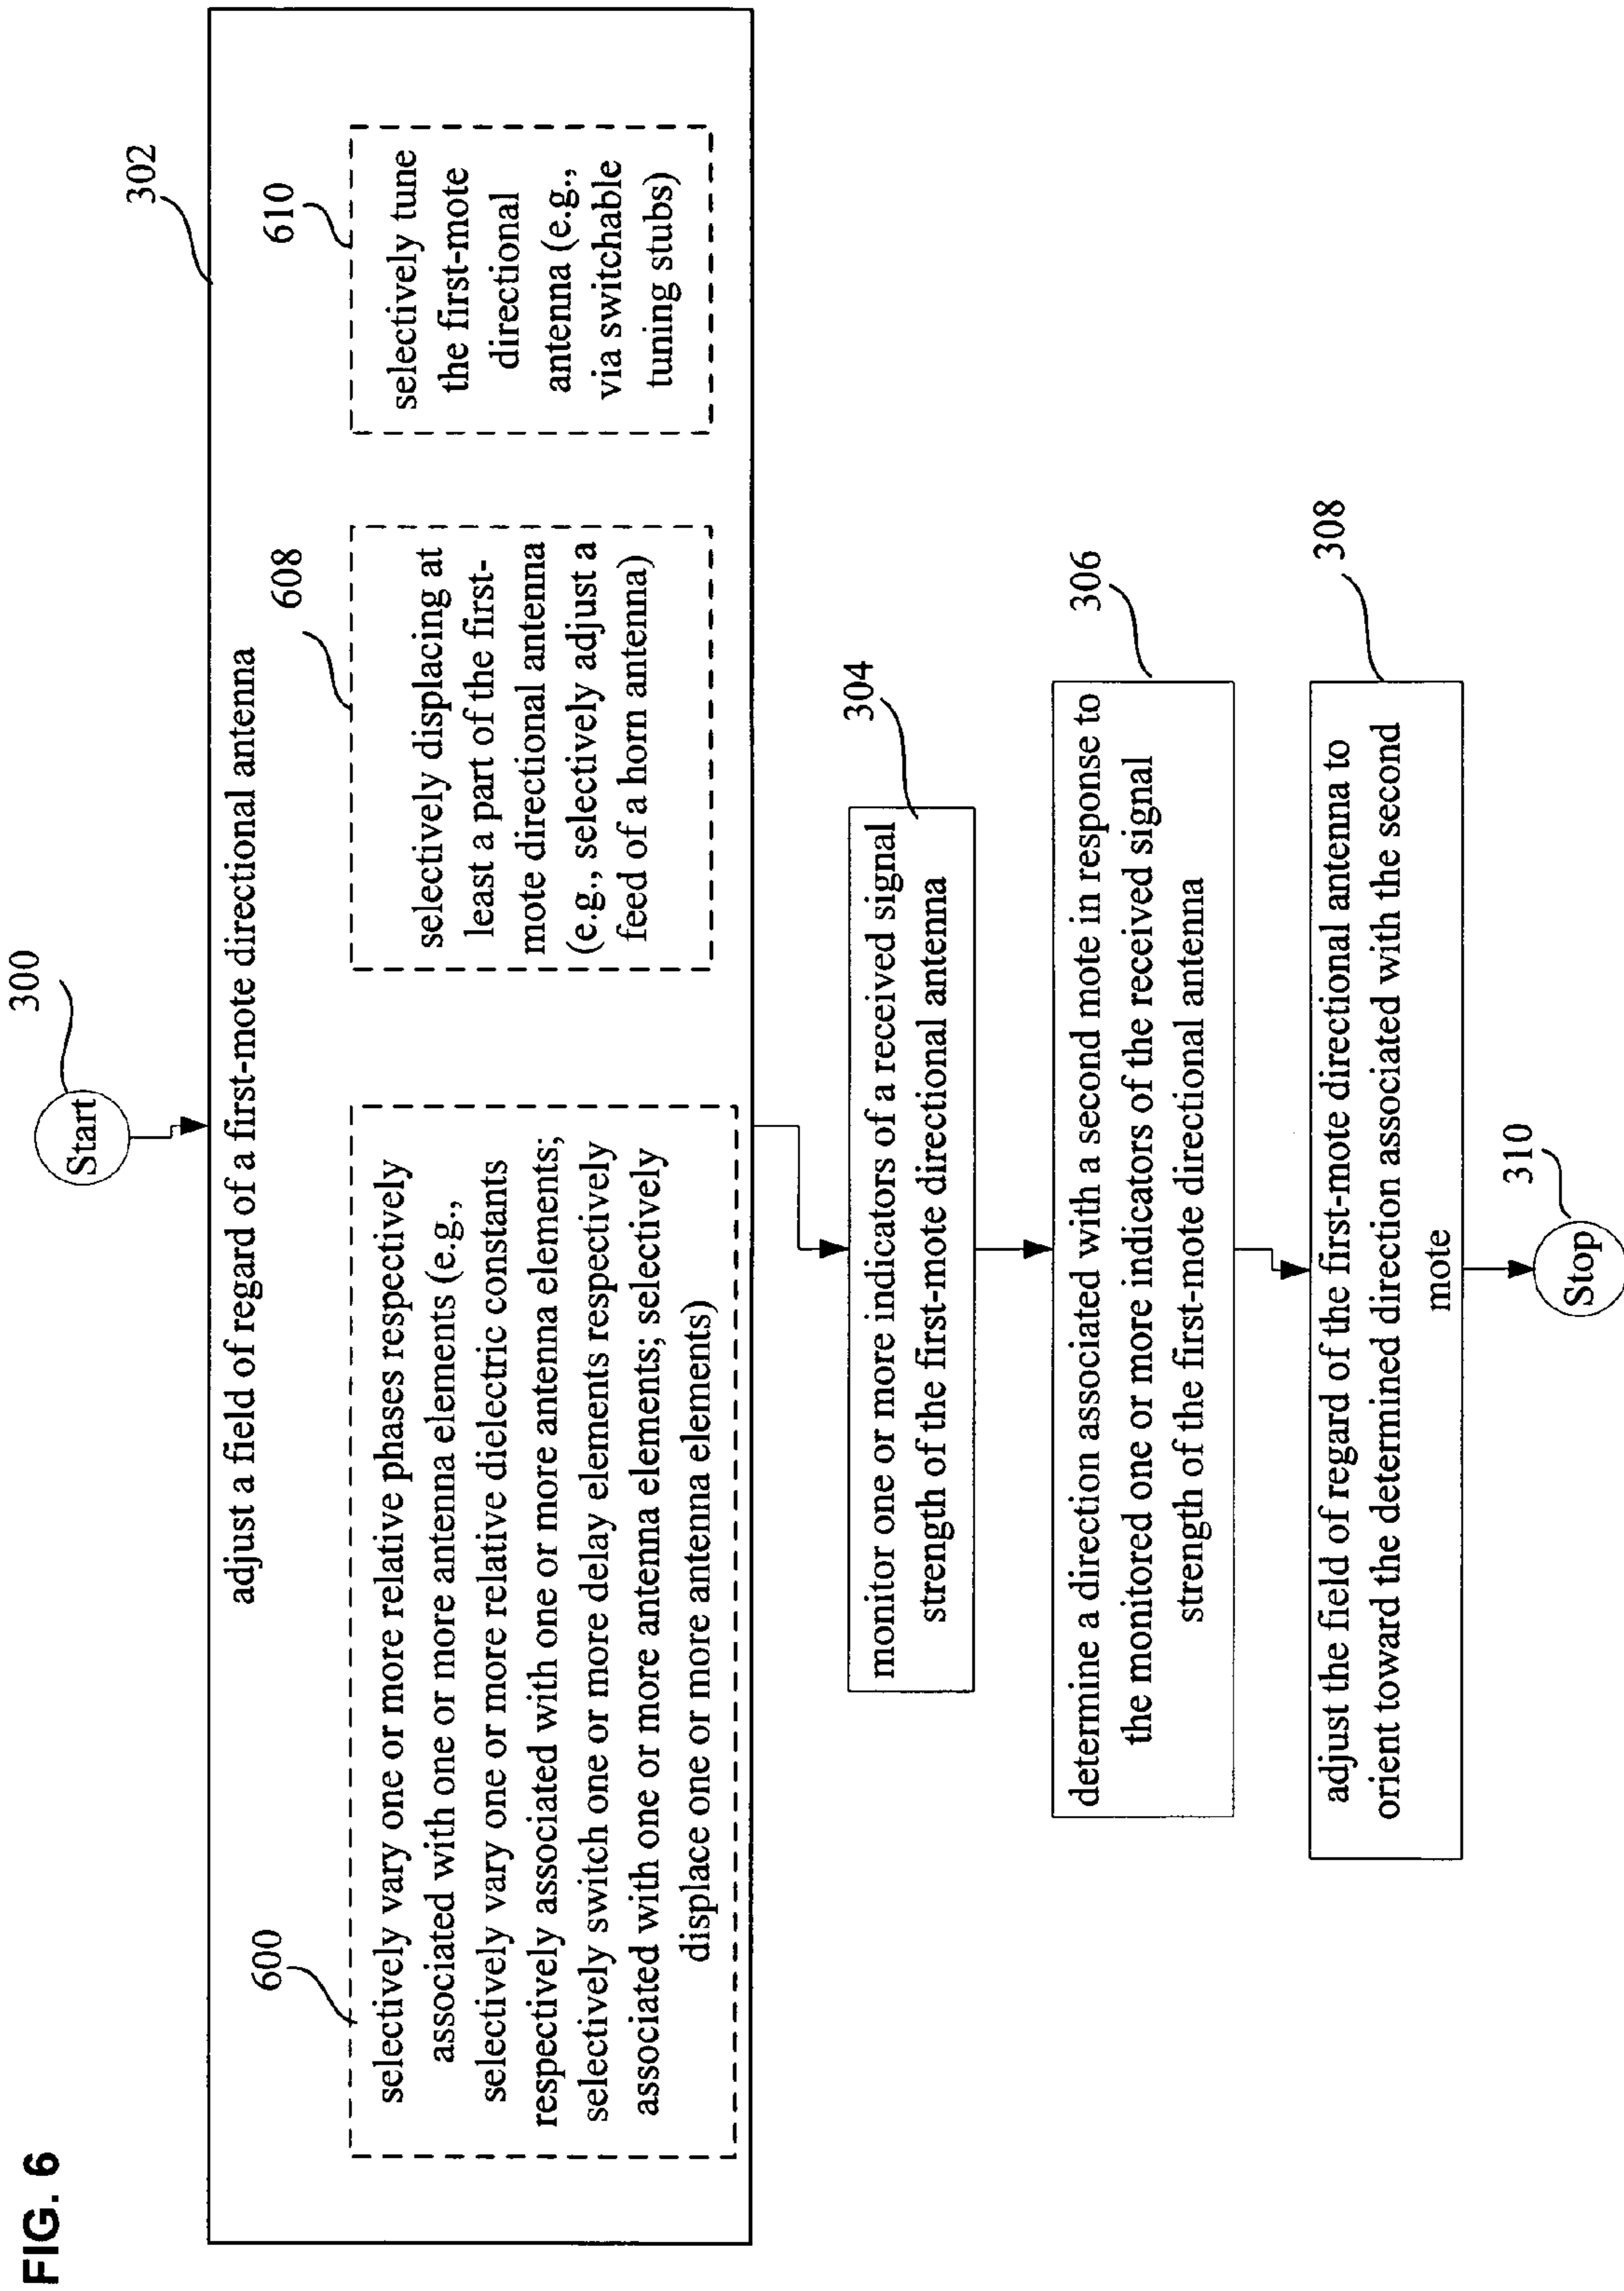 FIG. 6
300
Start
302
adjust a field of regard of a first-mote directional antenna
600
selectively vary one or more relative phases respectively
associated with one or more antenna elements (e.g.,
selectively vary one or more relative dielectric constants
respectively associated with one or more antenna elements;
selectively switch one or more delay elements respectively
associated with one or more antenna elements; selectively
displace one or more antenna elements)
608
selectively displacing at
least a part of the first-
mote directional antenna
(e.g., selectively adjust a
feed of a horn antenna)
610
selectively tune
the first-mote
directional
antenna (e.g.,
via switchable
tuning stubs)
304
monitor one or more indicators of a received signal
strength of the first-mote directional antenna
306
determine a direction associated with a second mote in response to
the monitored one or more indicators of the received signal
strength of the first-mote directional antenna
308
adjust the field of regard of the first-mote directional antenna to
orient toward the determined direction associated with the second
mote
310
Stop